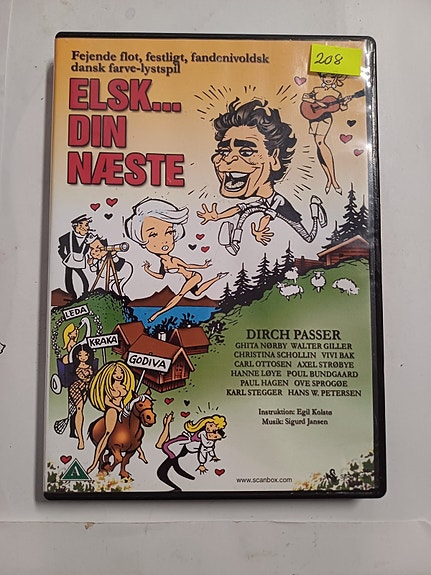 Fejende flot, festligt, fandenivoldsk
dansk farve-lystspil
208
ELSK...
DIN
NÆSTE
LEDA
KRAKA
GODIVA
DIRCH PASSER
GHITA NØRBY WALTER GILLER
CHRISTINA SCHOLLIN VIVI BAK
CARL OTTOSEN AXEL STRØBYE
HANNE LØYE POUL BUNDGAARD
PAUL HAGEN OVE SPROGØE
KARL STEGGER HANS W. PETERSEN
Instruktion: Egil Kolstø
Musik: Sigurd Jansen
A
www.scanbox.com